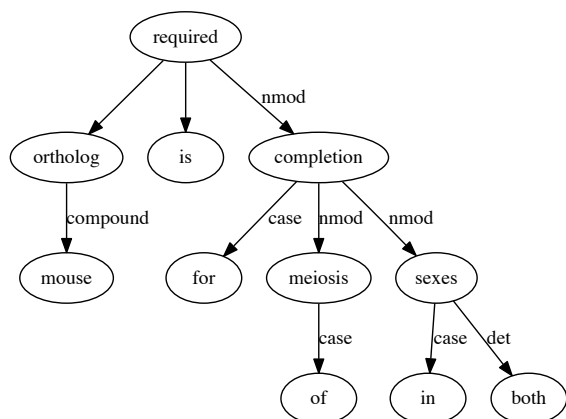 required
nmod
ortholog is completion
compound case nmod nmod
mouse for meiosis sexes
case case det
of in both